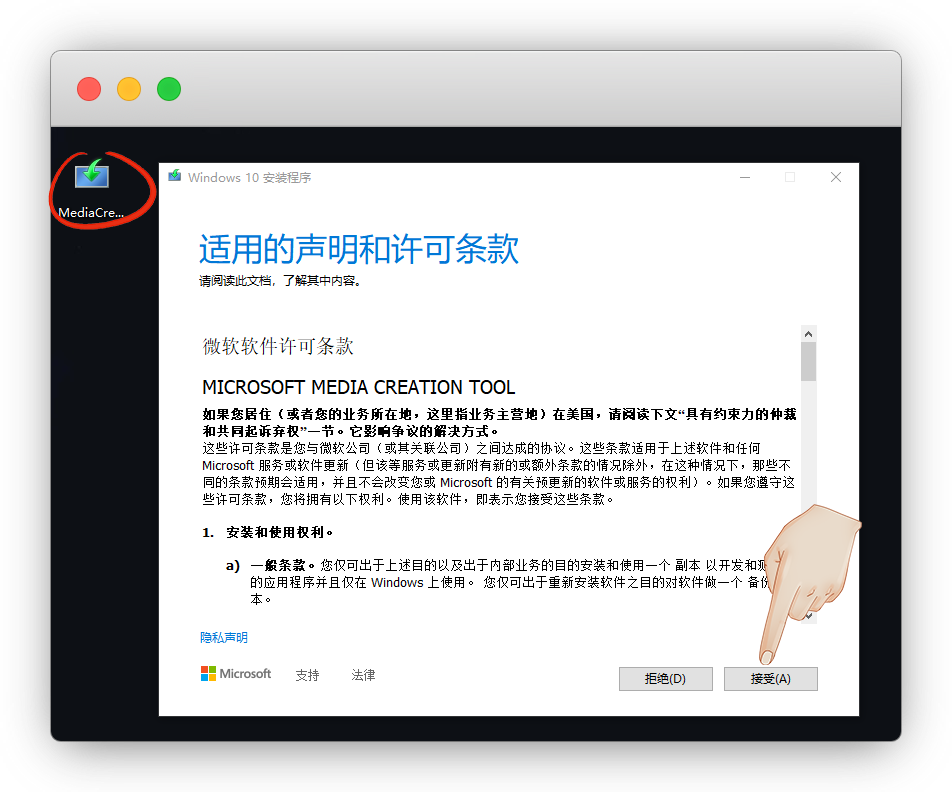 MediaCre...
Windows 10 安装程序
适用的声明和许可条款
请阅读此文档，了解其中内容。
微软软件许可条款
MICROSOFT MEDIA CREATION TOOL
如果您居住（或者您的业务所在地，这里指业务主营地）在美国，请阅读下文“具有约束力的仲裁
和共同起诉弃权”一节。它影响争议的解决方式。
这些许可条款是您与微软公司（或其关联公司）之间达成的协议。这些条款适用于上述软件和任何
Microsoft 服务或软件更新（但该等服务或更新附有新的或额外条款的情况除外，在这种情况下，那些不
同的条款预期会适用，并且不会改变您或 Microsoft 的有关预更新的软件或服务的权利）。如果您遵守这
些许可条款，您将拥有以下权利。使用该软件，即表示您接受这些条款。
1. 安装和使用权利。
a) 一般条款。您仅可出于上述目的以及出于内部业务的目的安装和使用一个 副本 以开发和
的应用程序并且仅在 Windows 上使用。 您仅可出于重新安装软件之目的对软件做一个 备份
本。
隐私声明
Microsoft 支持 法律
拒绝(D) 接受(A)